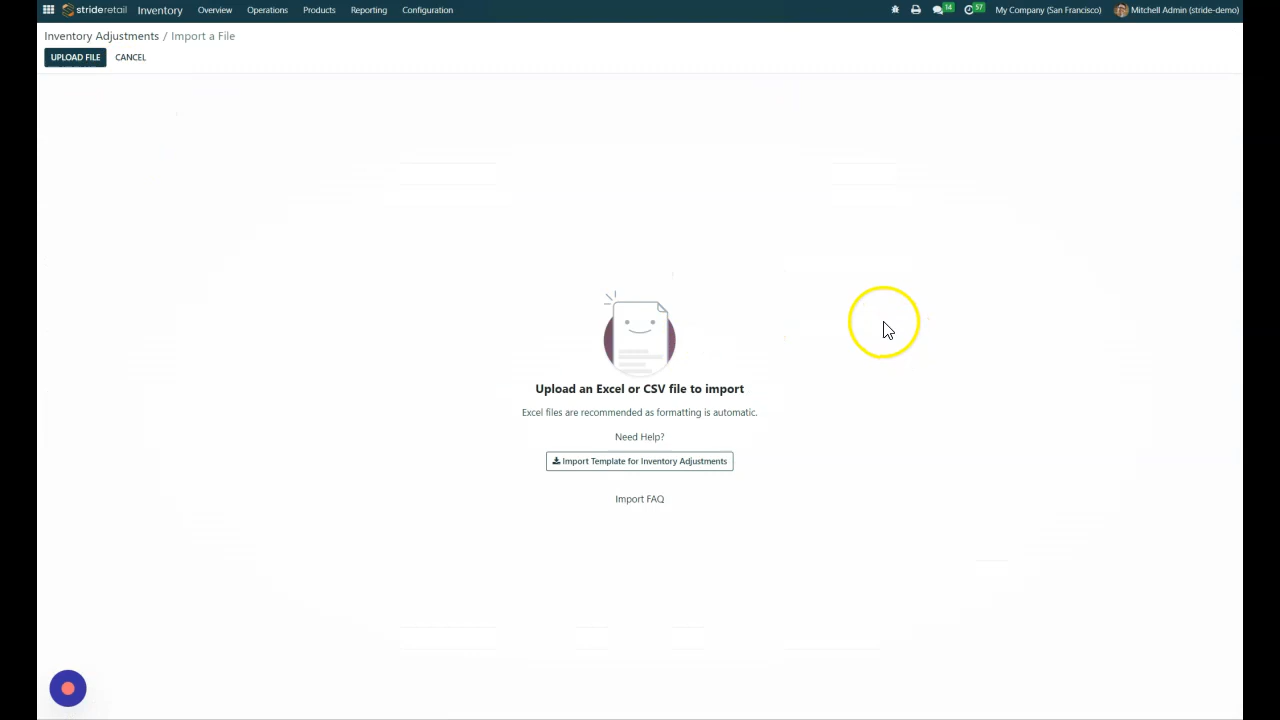 strideretail Inventory Overview Operations Products Reporting Configuration 14 57 My Company (San Francisco) Mitchell Admin (stride-demo)
Inventory Adjustments / Import a File
UPLOAD FILE CANCEL
Upload an Excel or CSV file to import
Excel files are recommended as formatting is automatic.
Need Help?
Import Template for Inventory Adjustments
Import FAQ